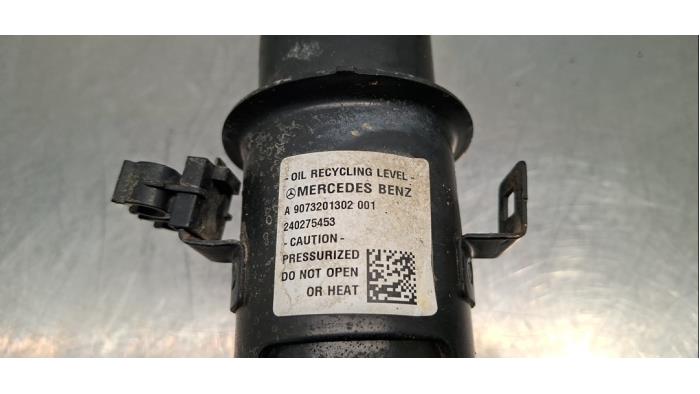 - OIL RECYCLING LEVEL -
MERCEDES BENZ
A 9073201302 001
240275453
- CAUTION -
PRESSURIZED
DO NOT OPEN
OR HEAT